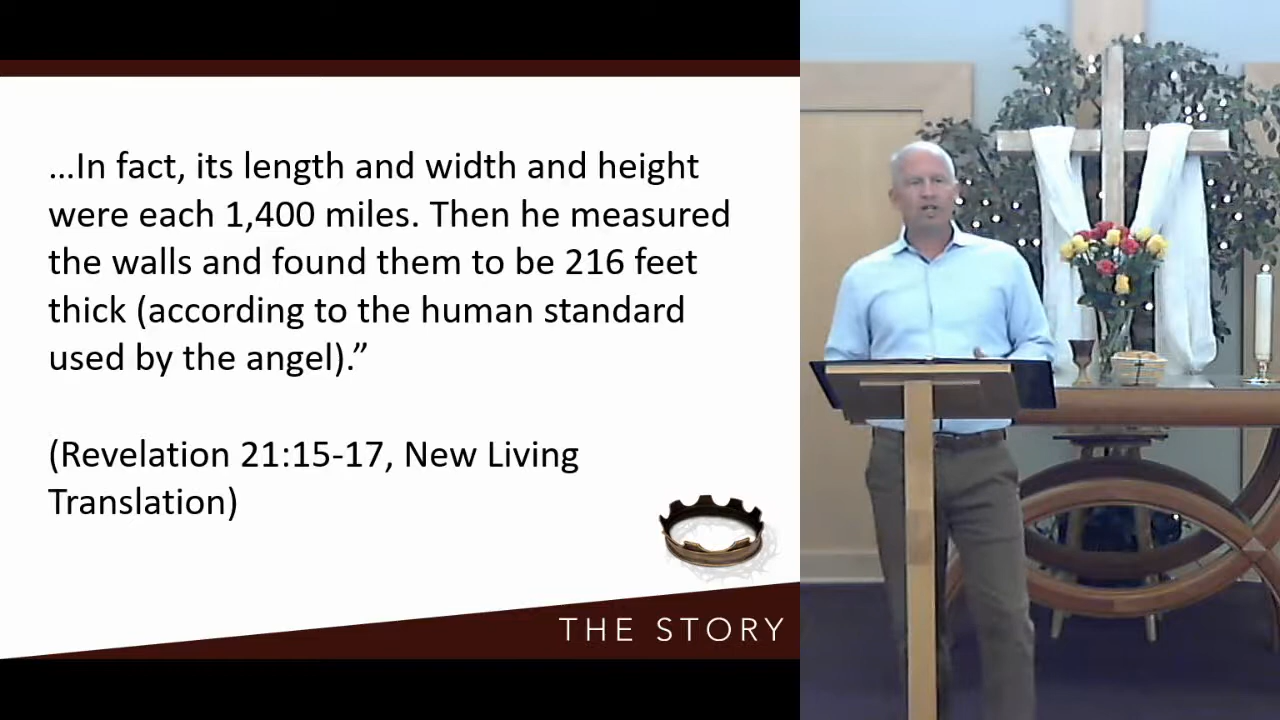 ...In fact, its length and width and height
were each 1,400 miles. Then he measured
the walls and found them to be 216 feet
thick (according to the human standard
used by the angel).”
(Revelation 21:15-17, New Living
Translation)
THE STORY